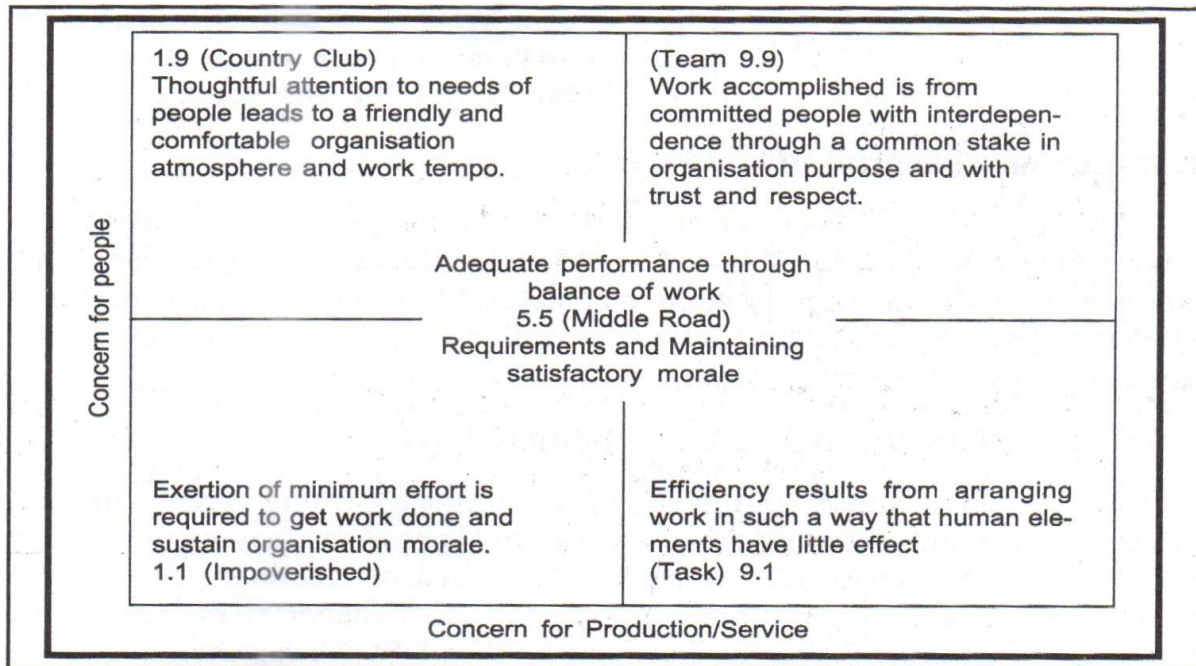 1.9 (Country Club)
Thoughtful attention to needs of
people leads to a friendly and
comfortable organisation
atmosphere and work tempo.
(Team 9.9)
Work accomplished is from
committed people with interdepen-
dence through a common stake in
organisation purpose and with
trust and respect.
Concern for people
Adequate performance through
balance of work
5.5 (Middle Road)
Requirements and Maintaining
satisfactory morale
Exertion of minimum effort is
required to get work done and
sustain organisation morale.
1.1 (Impoverished)
Efficiency results from arranging
work in such a way that human ele-
ments have little effect
(Task) 9.1
Concern for Production/Service